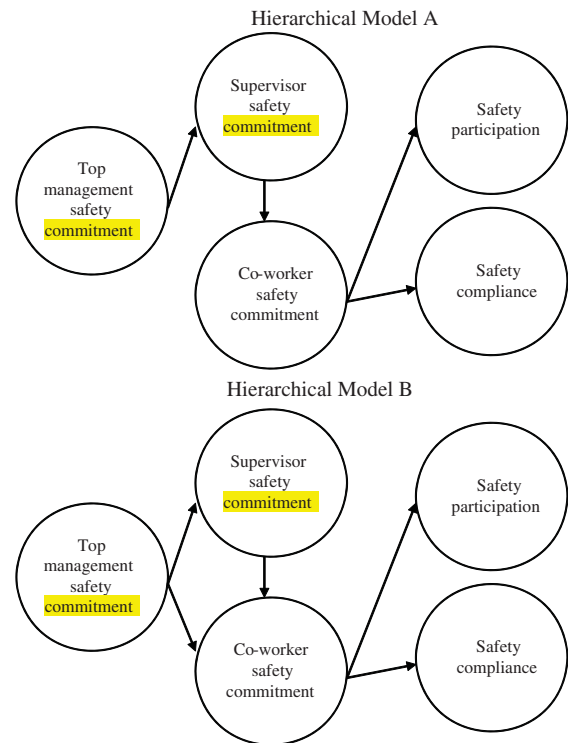 Hierarchical Model A
Supervisor
safety
commitment
Top
management
safety
commitment
Co-worker
safety
commitment
Safety
participation
Safety
compliance
Hierarchical Model B
Supervisor
safety
commitment
Top
management
safety
commitment
Co-worker
safety
commitment
Safety
participation
Safety
compliance